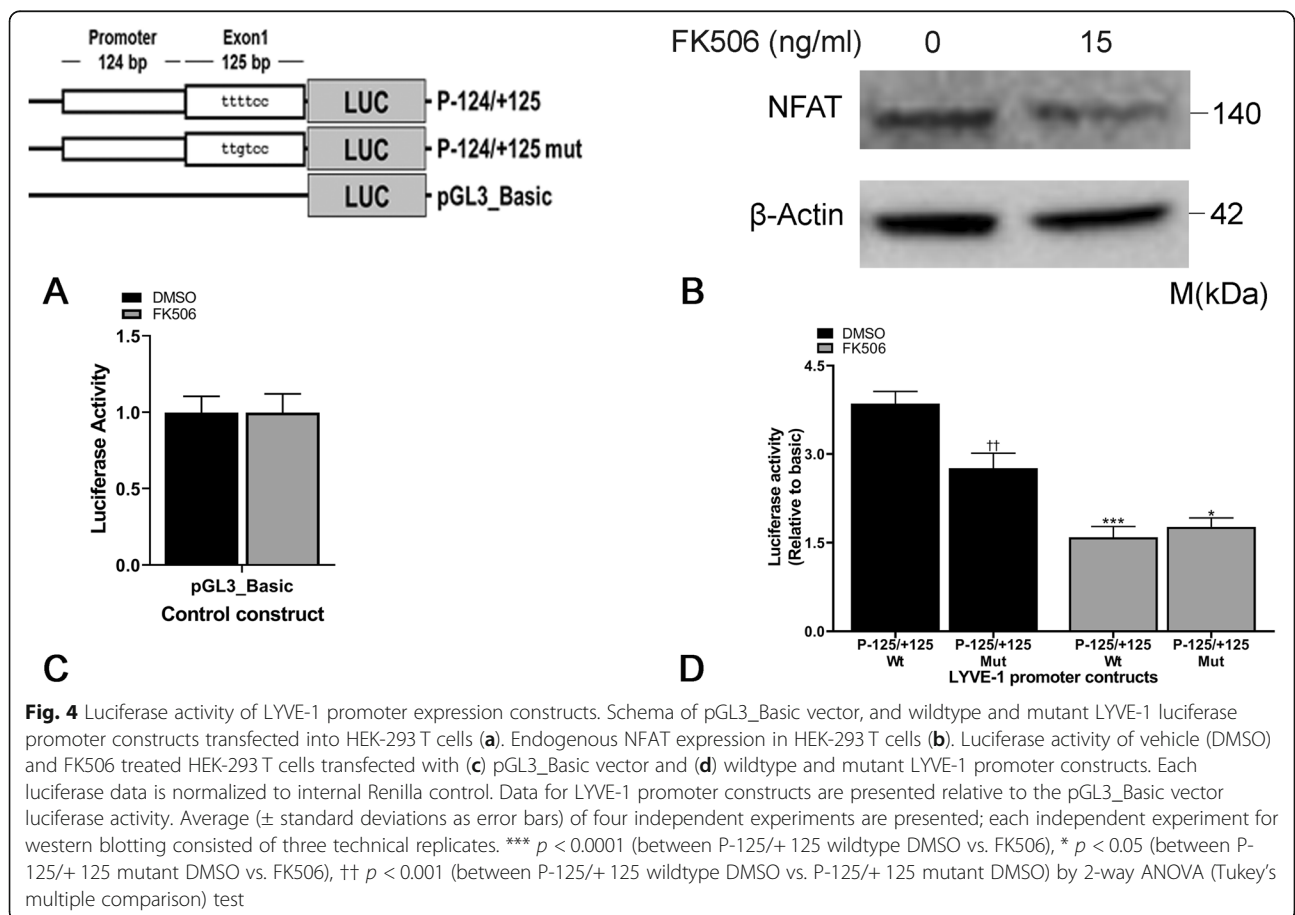 Promoter Exon1
124 bp 125 bp
ttttcc LUC P-124/+125
ttgtcc LUC P-124/+125 mut
LUC pGL3_Basic
A
FK506 (ng/ml) 0 15
NFAT 140
β-Actin 42
B M(kDa)
DMSO
FK506
Luciferase Activity
1.5
1.0
0.5
0.0
pGL3_Basic
Control construct
C
DMSO
FK506
Luciferase activity
(Relative to basic)
4.5
3.0
1.5
0.0
††
***
*
P-125/+125 P-125/+125 P-125/+125 P-125/+125
Wt Mut Wt Mut
LYVE-1 promoter contructs
D
Fig. 4 Luciferase activity of LYVE-1 promoter expression constructs. Schema of pGL3_Basic vector, and wildtype and mutant LYVE-1 luciferase
promoter constructs transfected into HEK-293 T cells (a). Endogenous NFAT expression in HEK-293 T cells (b). Luciferase activity of vehicle (DMSO)
and FK506 treated HEK-293 T cells transfected with (c) pGL3_Basic vector and (d) wildtype and mutant LYVE-1 promoter constructs. Each
luciferase data is normalized to internal Renilla control. Data for LYVE-1 promoter constructs are presented relative to the pGL3_Basic vector
luciferase activity. Average (± standard deviations as error bars) of four independent experiments are presented; each independent experiment for
western blotting consisted of three technical replicates. *** p < 0.0001 (between P-125/+ 125 wildtype DMSO vs. FK506), * p < 0.05 (between P-
125/+ 125 mutant DMSO vs. FK506), †† p < 0.001 (between P-125/+ 125 wildtype DMSO vs. P-125/+ 125 mutant DMSO) by 2-way ANOVA (Tukey's
multiple comparison) test